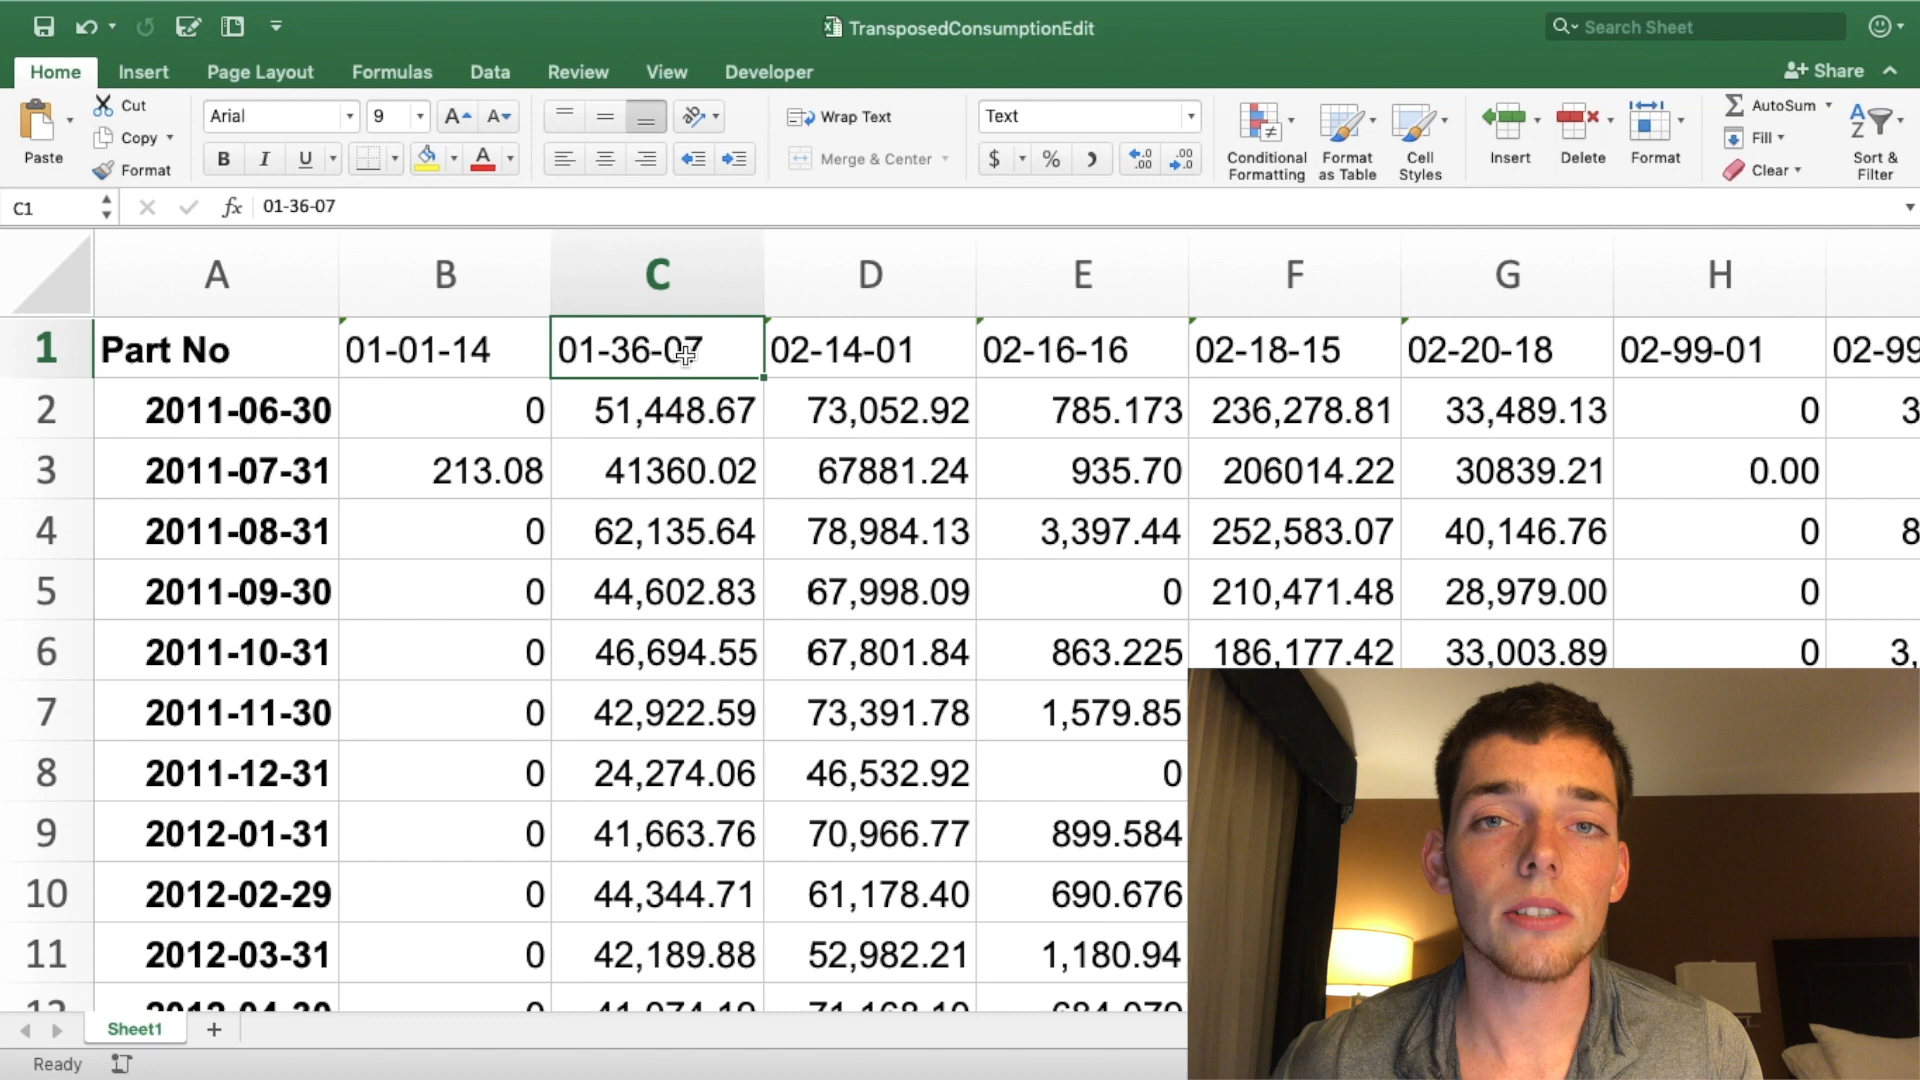 TransposedConsumptionEdit
Search Sheet
Home Insert Page Layout Formulas Data Review View Developer
Share
Paste
Cut
Copy
Format
Arial 9
A A
B I U A
Wrap Text
Merge & Center
Text
$ % )
.0 .00
.00 .0
Conditional Formatting
Format as Table
Cell Styles
Insert
Delete
Format
AutoSum
Fill
Clear
Sort & Filter
C1 fx 01-36-07
A B C D E F G H
1 Part No 01-01-14 01-36-07 02-14-01 02-16-16 02-18-15 02-20-18 02-99-01 02-99
2 2011-06-30 0 51,448.67 73,052.92 785.173 236,278.81 33,489.13 0 3
3 2011-07-31 213.08 41360.02 67881.24 935.70 206014.22 30839.21 0.00
4 2011-08-31 0 62,135.64 78,984.13 3,397.44 252,583.07 40,146.76 0 8
5 2011-09-30 0 44,602.83 67,998.09 0 210,471.48 28,979.00 0
6 2011-10-31 0 46,694.55 67,801.84 863.225 186,177.42 33,003.89 0 3,
7 2011-11-30 0 42,922.59 73,391.78 1,579.85
8 2011-12-31 0 24,274.06 46,532.92 0
9 2012-01-31 0 41,663.76 70,966.77 899.584
10 2012-02-29 0 44,344.71 61,178.40 690.676
11 2012-03-31 0 42,189.88 52,982.21 1,180.94
Sheet1 +
Ready